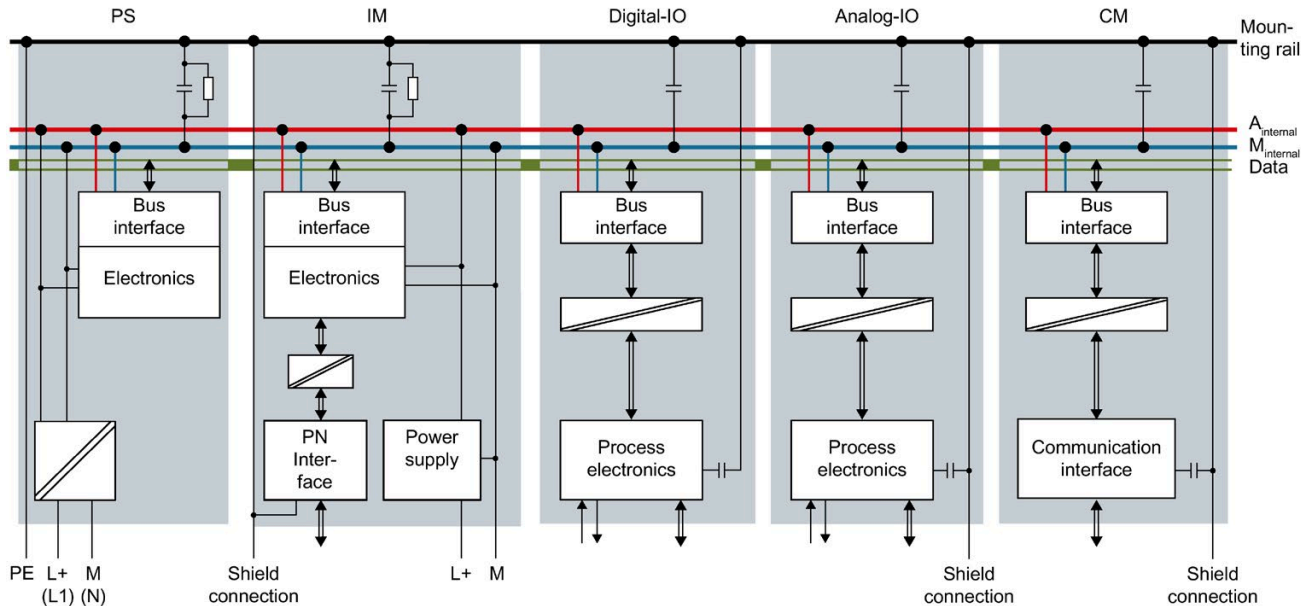 PS
IM
Digital-IO
Analog-IO
CM
Moun-
ting rail
Ainternal
Minternal
Data
Bus
interface
Electronics
Bus
interface
Electronics
Bus
interface
Bus
interface
Bus
interface
PN
Inter-
face
Power
supply
Process
electronics
Process
electronics
Communication
interface
PE
L+
(L1)
M
(N)
Shield
connection
L+
M
Shield
connection
Shield
connection